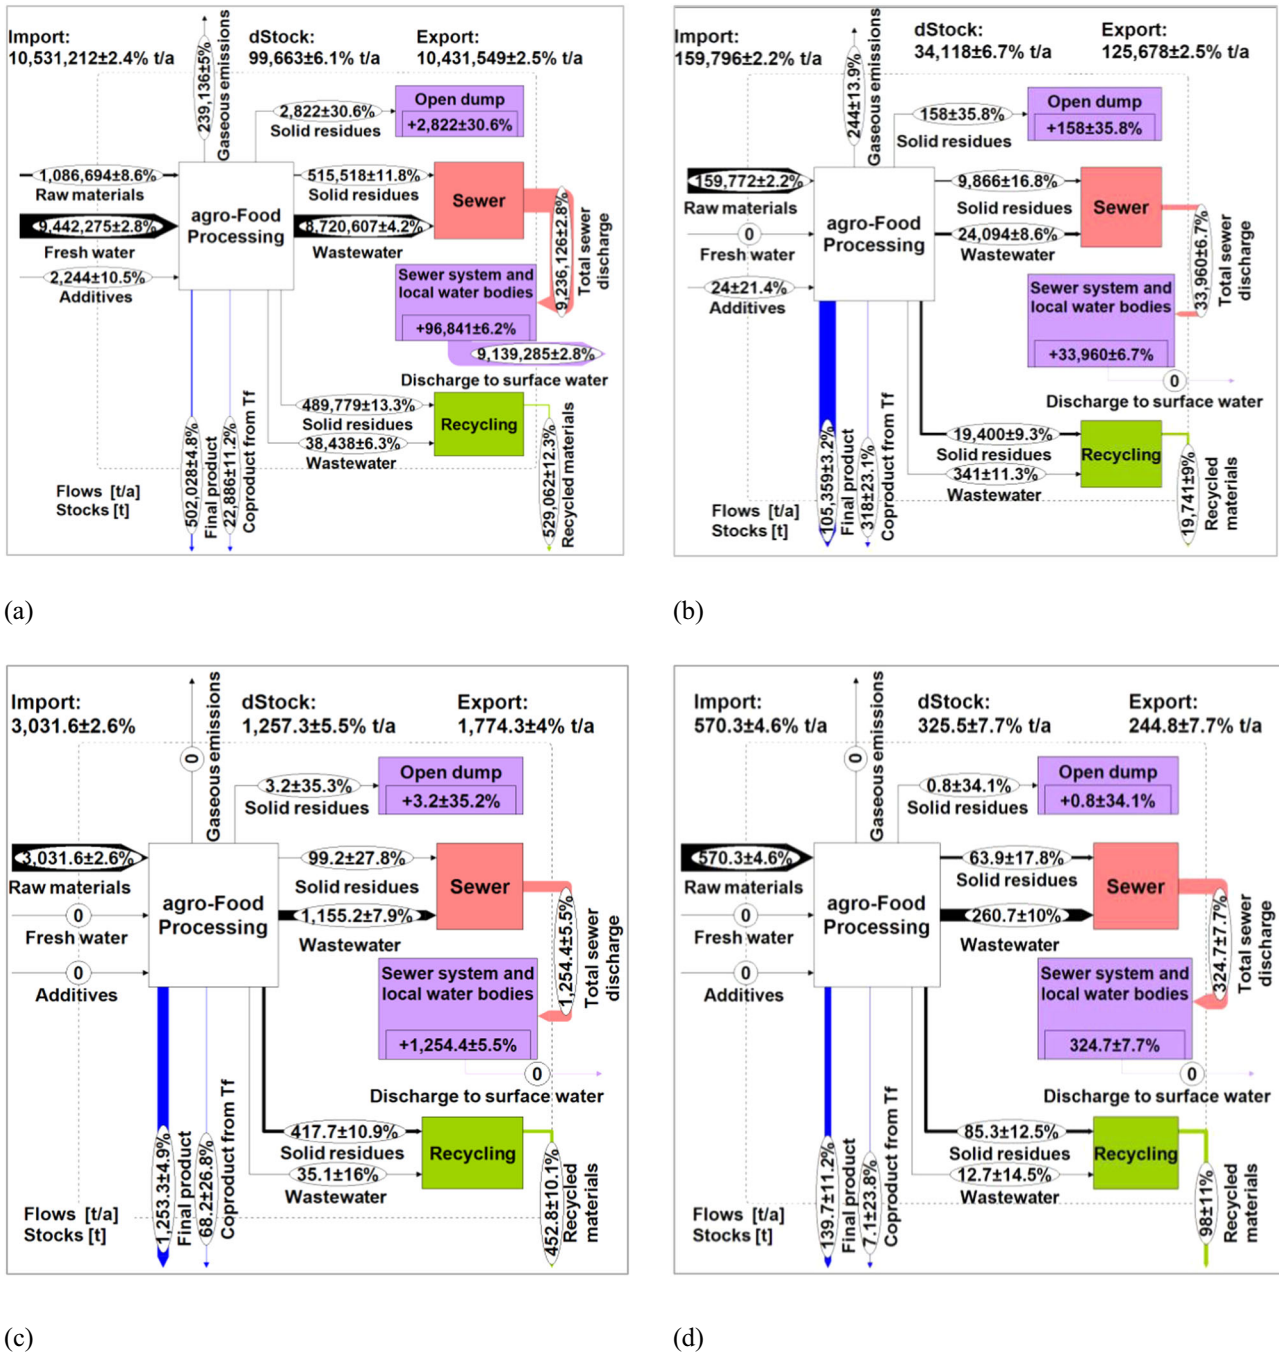 Import:
10,531,212±2.4% t/a
dStock:
99,663±6.1% t/a
Export:
10,431,549±2.5% t/a
239,136±5%
Gaseous emissions
2,822±30.6%
Solid residues
Open dump
+2,822±30.6%
1,086,694±8.6%
Raw materials
9,442,275±2.8%
Fresh water
2,244±10.5%
Additives
agro-Food
Processing
515,518±11.8%
Solid residues
8,720,607±4.2%
Wastewater
Sewer
9,236,126±2.8%
Total sewer
discharge
Sewer system and
local water bodies
+96,841±6.2%
9,139,285±2.8%
Discharge to surface water
489,779±13.3%
Solid residues
38,438±6.3%
Wastewater
Recycling
502,028±4.8%
Final product
22,886±11.2%
Coproduct from Tf
529,062±12.3%
Recycled materials
Flows [t/a]
Stocks [t]
(a)
Import:
159,796±2.2% t/a
dStock:
34,118±6.7% t/a
Export:
125,678±2.5% t/a
244±13.9%
Gaseous emissions
158±35.8%
Solid residues
Open dump
+158±35.8%
159,772±2.2%
Raw materials
0
Fresh water
24±21.4%
Additives
agro-Food
Processing
9,866±16.8%
Solid residues
24,094±8.6%
Wastewater
Sewer
33,960±6.7%
Total sewer
discharge
Sewer system and
local water bodies
+33,960±6.7%
0
Discharge to surface water
19,400±9.3%
Solid residues
341±11.3%
Wastewater
Recycling
105,359±3.2%
Final product
318±23.1%
Coproduct from Tf
19,741±9%
Recycled
materials
Flows [t/a]
Stocks [t]
(b)
Import:
3,031.6±2.6%
dStock:
1,257.3±5.5% t/a
Export:
1,774.3±4% t/a
0
Gaseous emissions
3.2±35.3%
Solid residues
Open dump
+3.2±35.2%
3,031.6±2.6%
Raw materials
0
Fresh water
0
Additives
agro-Food
Processing
99.2±27.8%
Solid residues
1,155.2±7.9%
Wastewater
Sewer
1,254.4±5.5%
Total sewer
discharge
Sewer system and
local water bodies
+1,254.4±5.5%
0
Discharge to surface water
417.7±10.9%
Solid residues
35.1±16%
Wastewater
Recycling
1,253.3±4.9%
Final product
68.2±26.8%
Coproduct from Tf
452.8±10.1%
Recycled
materials
Flows [t/a]
Stocks [t]
(c)
Import:
570.3±4.6% t/a
dStock:
325.5±7.7% t/a
Export:
244.8±7.7% t/a
0
Gaseous emissions
0.8±34.1%
Solid residues
Open dump
+0.8±34.1%
570.3±4.6%
Raw materials
0
Fresh water
0
Additives
agro-Food
Processing
63.9±17.8%
Solid residues
260.7±10%
Wastewater
Sewer
324.7±7.7%
Total sewer
discharge
Sewer system and
local water bodies
324.7±7.7%
0
Discharge to surface water
85.3±12.5%
Solid residues
12.7±14.5%
Wastewater
Recycling
139.7±11.2%
Final product
7.1±23.8%
Coproduct from Tf
98±11%
Recycled
materials
Flows [t/a]
Stocks [t]
(d)